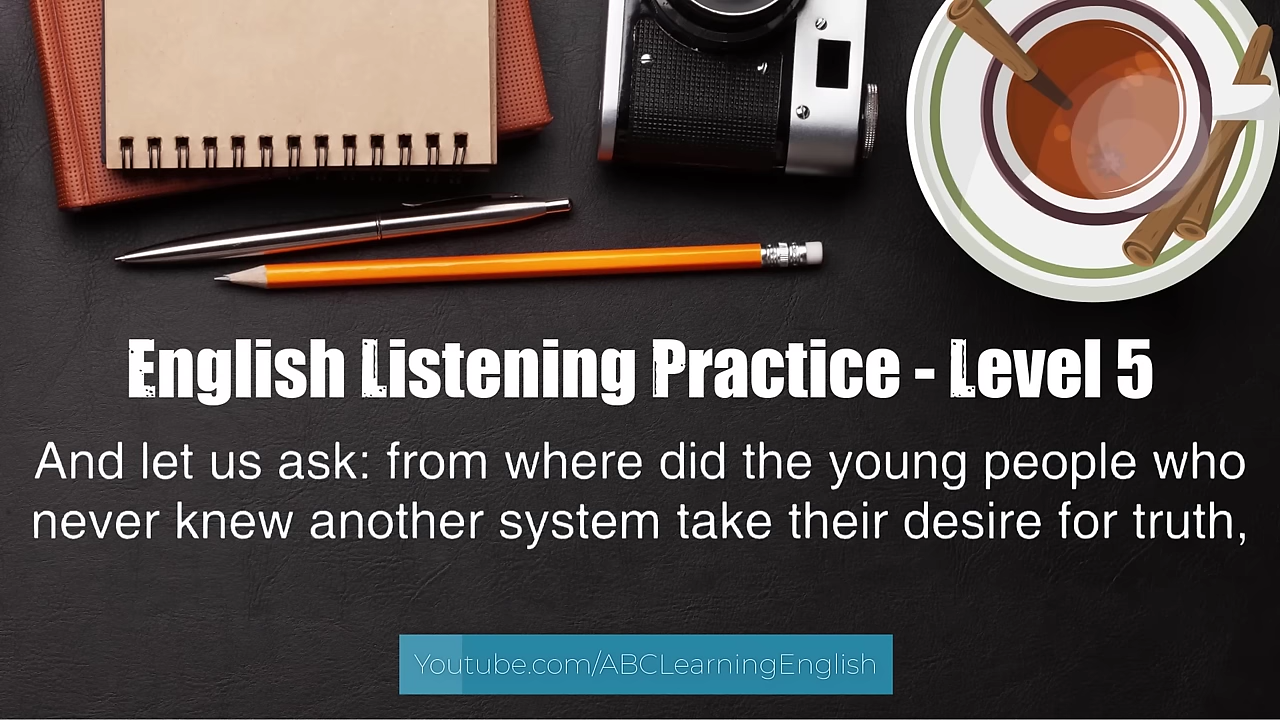 English Listening Practice - Level 5
And let us ask: from where did the young people who
never knew another system take their desire for truth,
Youtube.com/ABCLearningEnglish